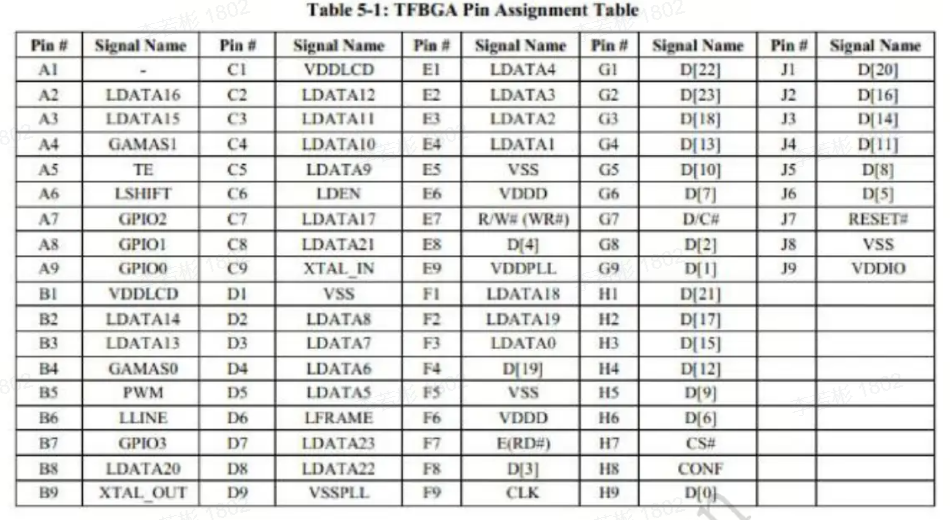 Table 5-1: TFBGA Pin Assignment Table
Pin # Signal Name Pin # Signal Name Pin # Signal Name Pin # Signal Name Pin # Signal Name
A1 - C1 VDDLCD E1 LDATA4 G1 D[22] J1 D[20]
A2 LDATA16 C2 LDATA12 E2 LDATA3 G2 D[23] J2 D[16]
A3 LDATA15 C3 LDATA11 E3 LDATA2 G3 D[18] J3 D[14]
A4 GAMAS1 C4 LDATA10 E4 LDATA1 G4 D[13] J4 D[11]
A5 TE C5 LDATA9 E5 VSS G5 D[10] J5 D[8]
A6 LSHIFT C6 LDEN E6 VDDD G6 D[7] J6 D[5]
A7 GPIO2 C7 LDATA17 E7 R/W# (WR#) G7 D/C# J7 RESET#
A8 GPIO1 C8 LDATA21 E8 D[4] G8 D[2] J8 VSS
A9 GPIO0 C9 XTAL_IN E9 VDDPLL G9 D[1] J9 VDDIO
B1 VDDLCD D1 VSS F1 LDATA18 H1 D[21]
B2 LDATA14 D2 LDATA8 F2 LDATA19 H2 D[17]
B3 LDATA13 D3 LDATA7 F3 LDATA0 H3 D[15]
B4 GAMAS0 D4 LDATA6 F4 D[19] H4 D[12]
B5 PWM D5 LDATA5 F5 VSS H5 D[9]
B6 LLINE D6 LFRAME F6 VDDD H6 D[6]
B7 GPIO3 D7 LDATA23 F7 E(RD#) H7 CS#
B8 LDATA20 D8 LDATA22 F8 D[3] H8 CONF
B9 XTAL_OUT D9 VSSPLL F9 CLK H9 D[0]